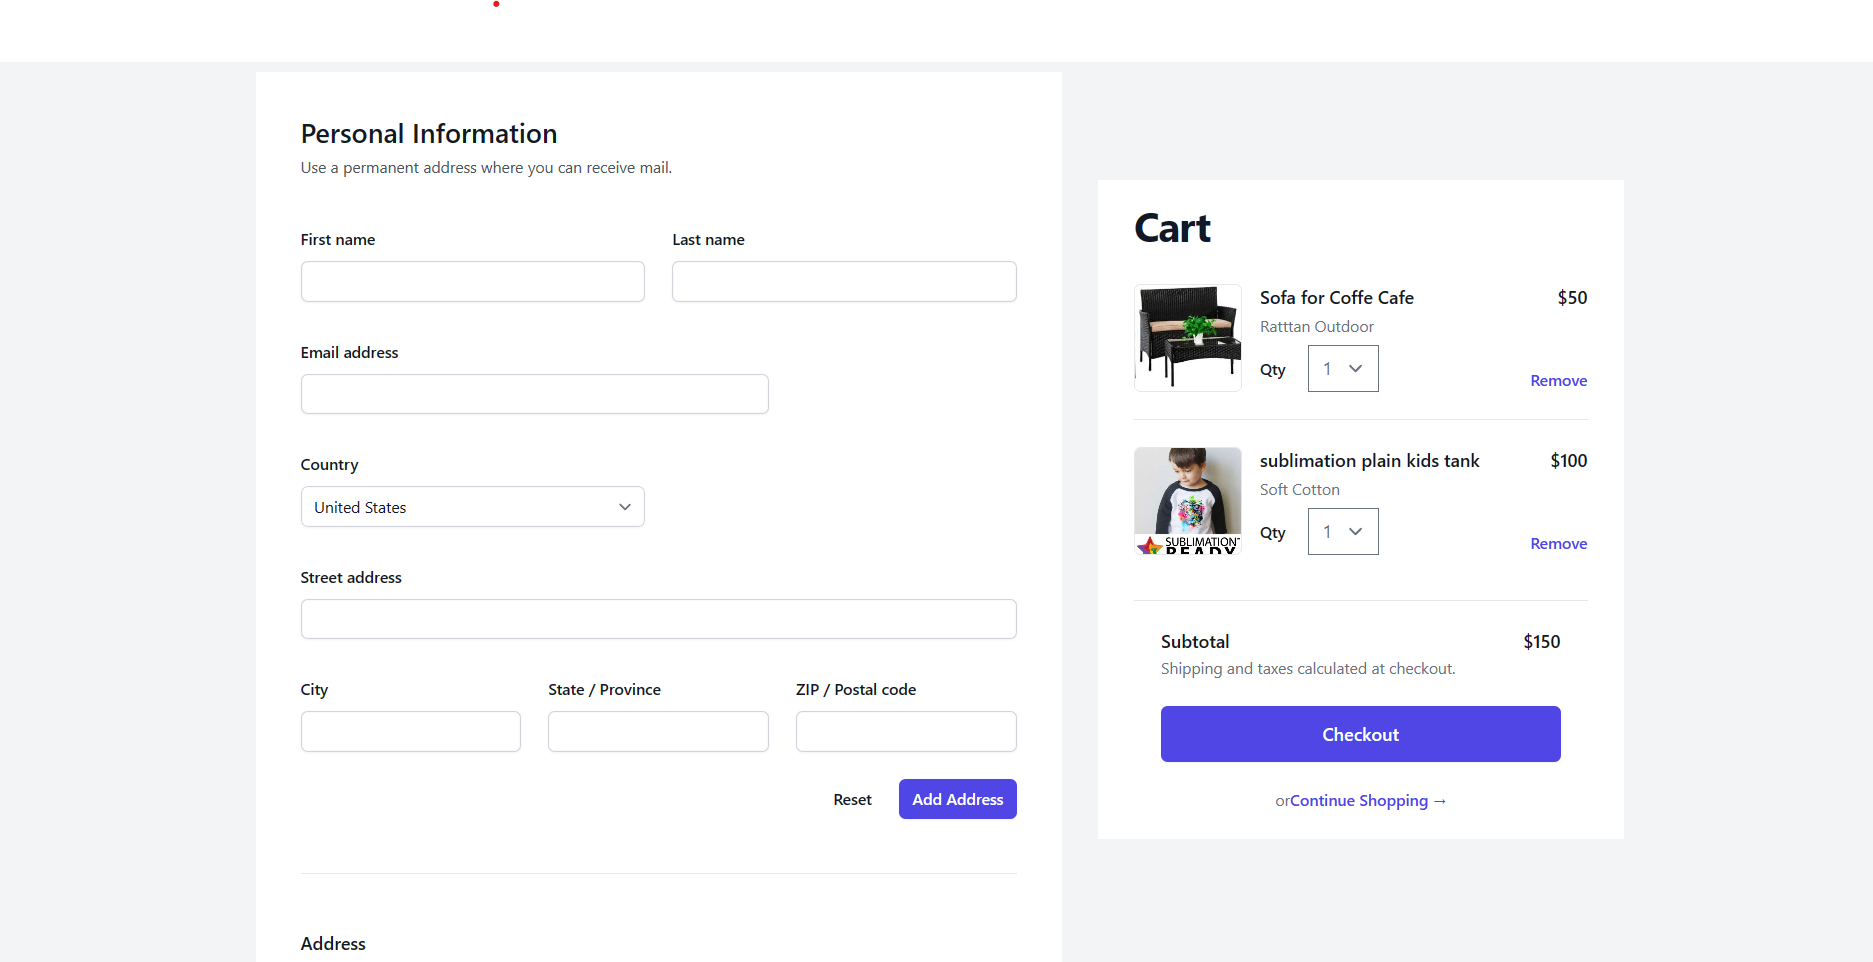 Personal Information
Use a permanent address where you can receive mail.
First name
Last name
Email address
Country
United States
Street address
City
State / Province
ZIP / Postal code
Reset
Add Address
Address
Cart
Sofa for Coffe Cafe
$50
Ratttan Outdoor
Qty
1
Remove
sublimation plain kids tank
$100
Soft Cotton
Qty
1
Remove
SUBLIMATION
READY
Subtotal
$150
Shipping and taxes calculated at checkout.
Checkout
orContinue Shopping →